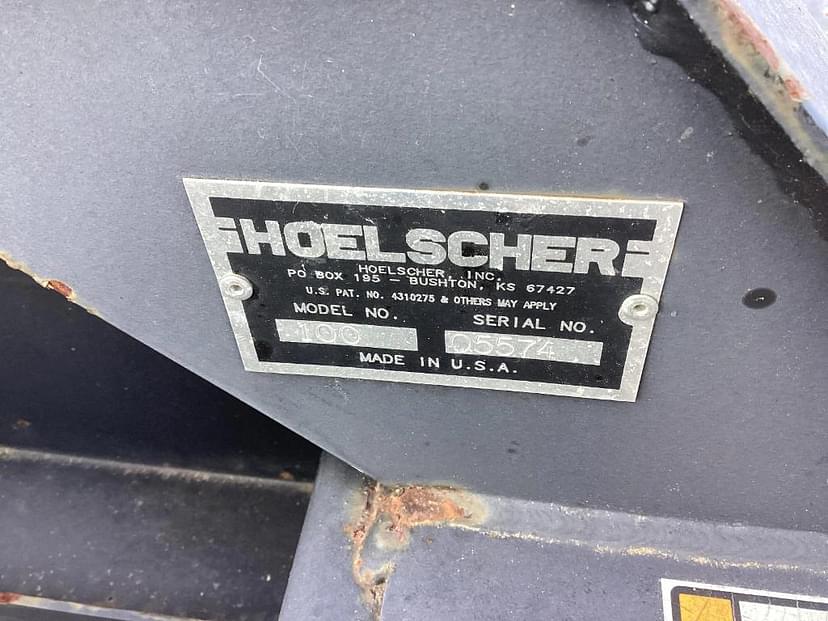 HOELSCHER
HOELSCHER, INC.
PO BOX 195 — BUSHTON, KS 67427
U.S. PAT. NO. 4310275 & OTHERS MAY APPLY
MODEL NO. SERIAL NO.
100 05574
MADE IN U.S.A.